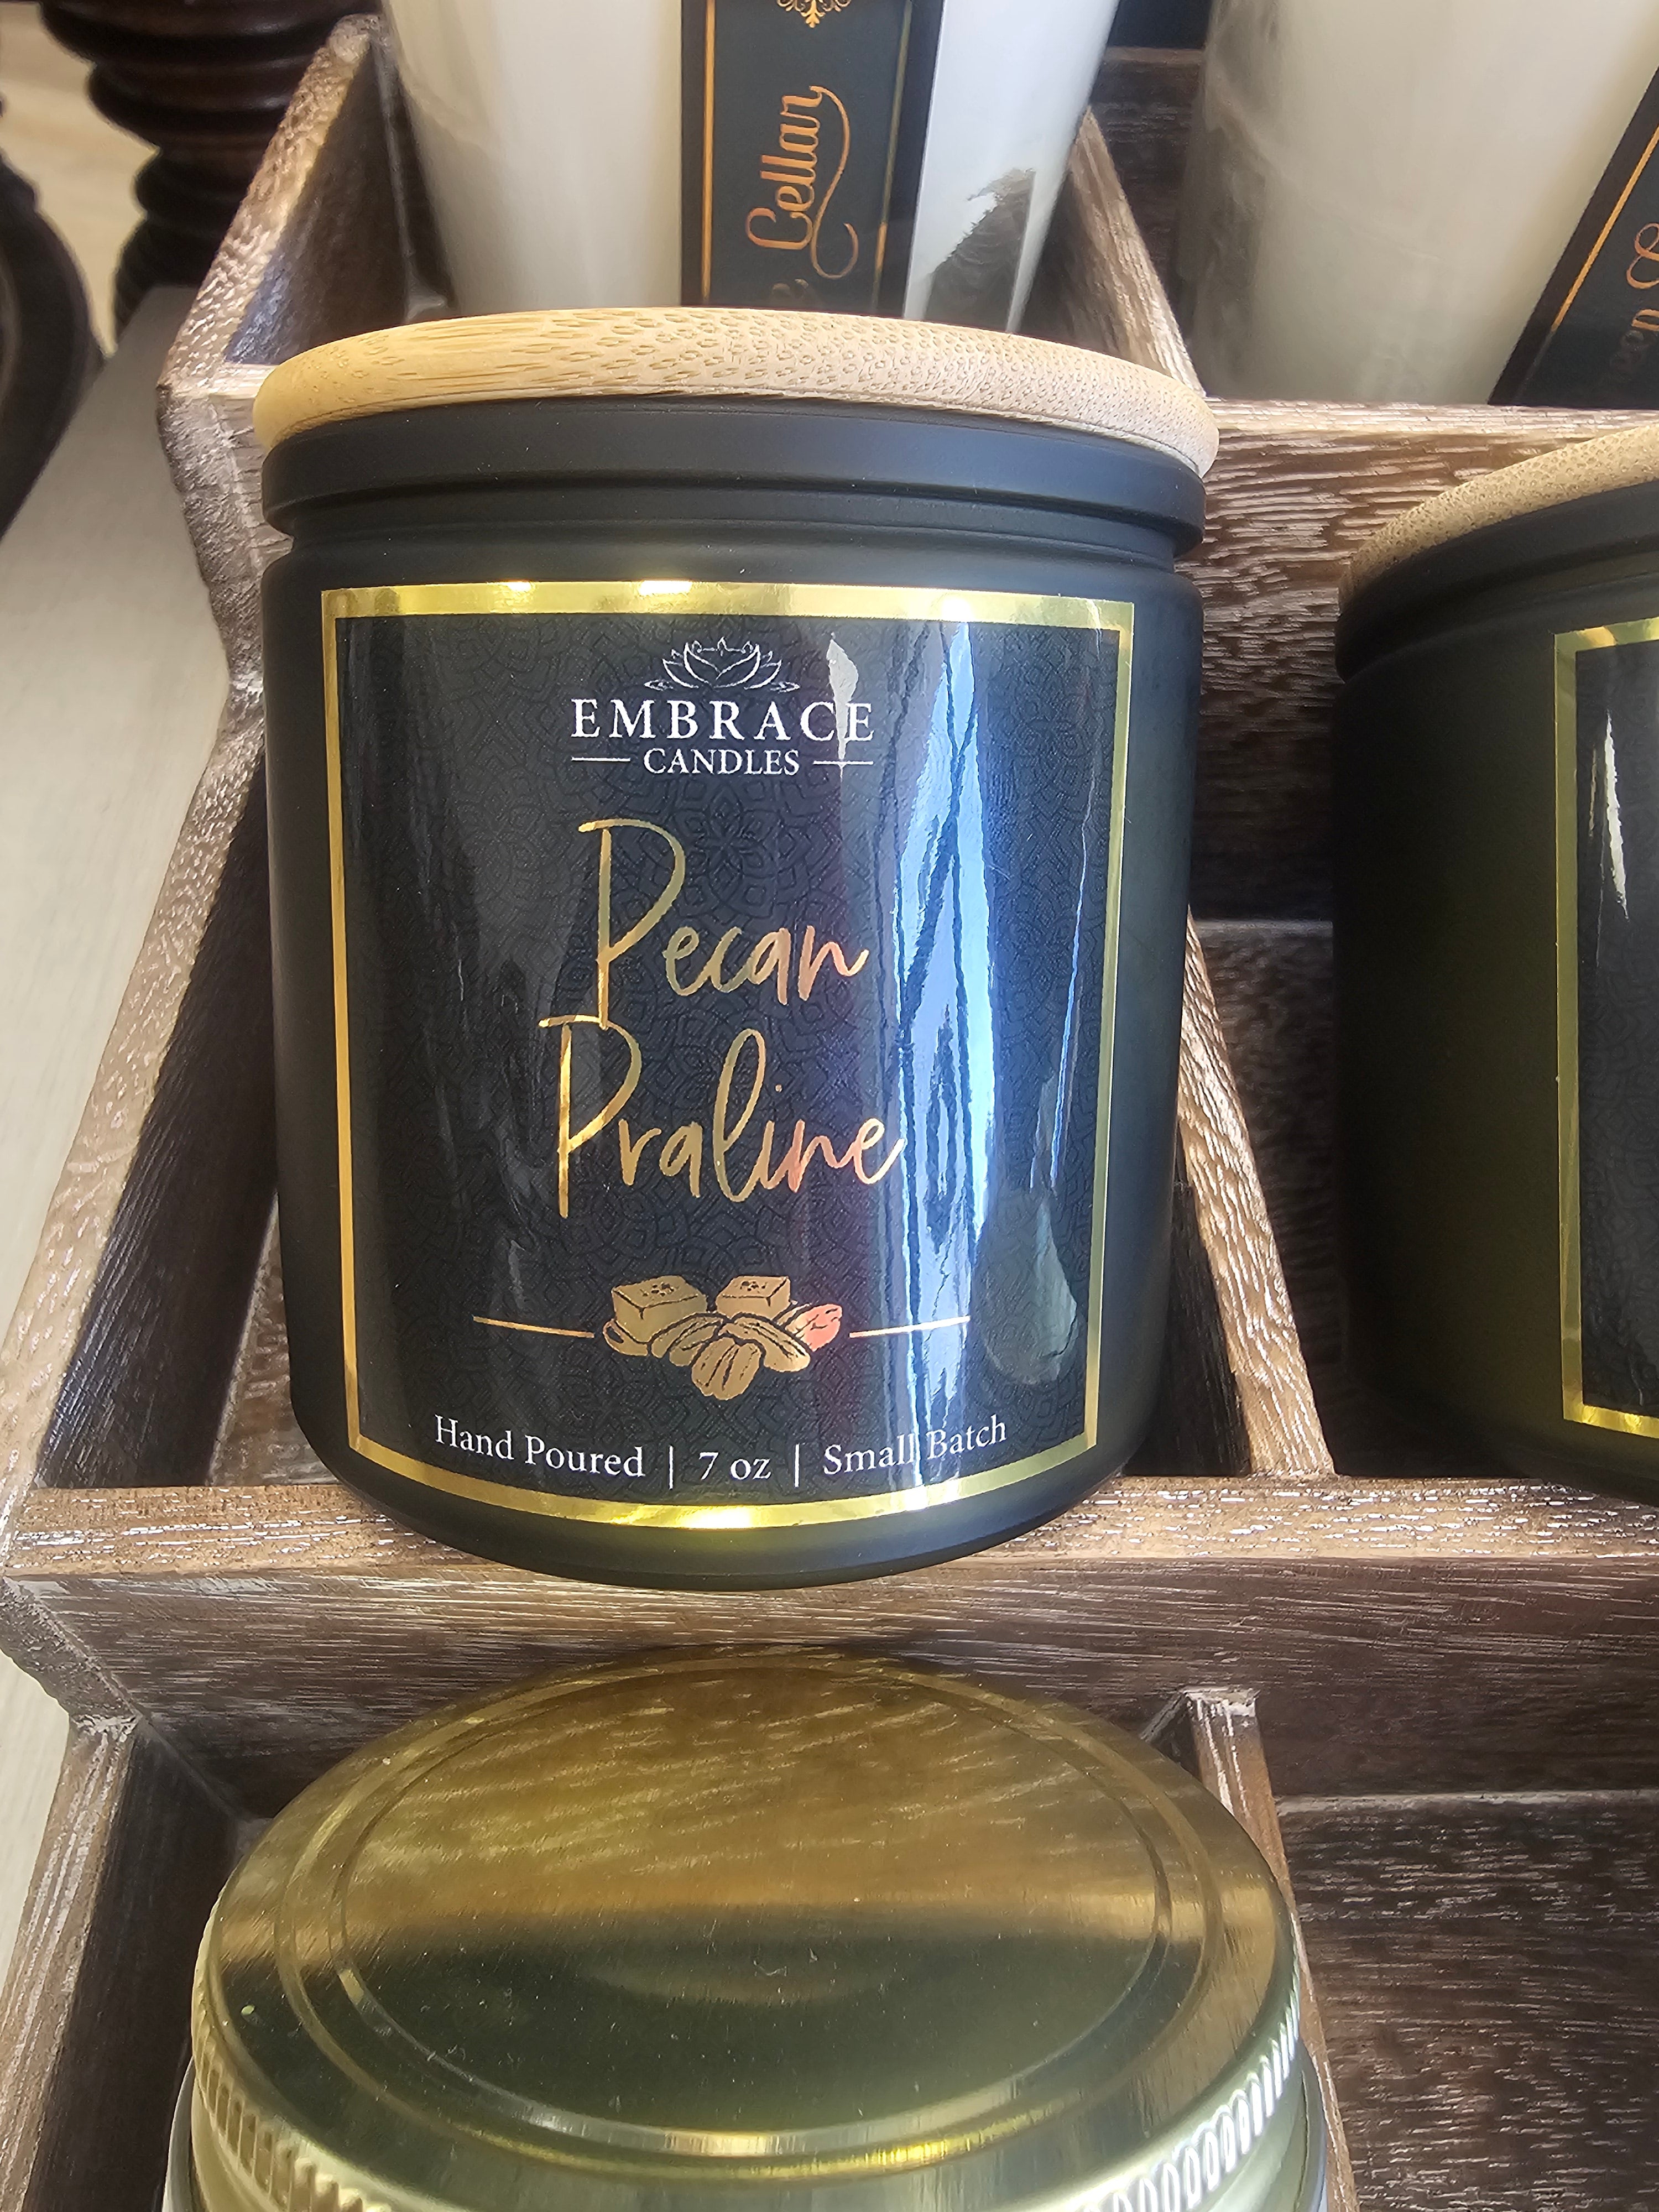 Cellar
EMBRACE
CANDLES
Pecan
Praline
Hand Poured | 7 oz | Small Batch